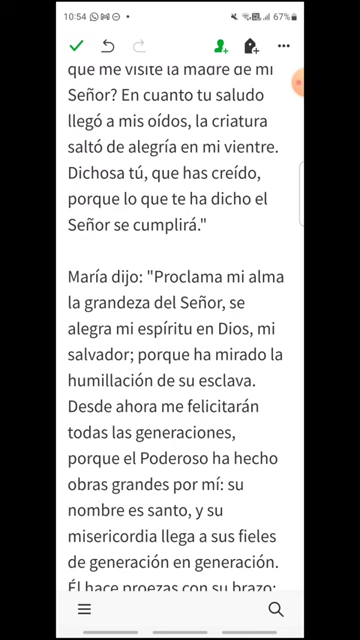 10:54
67%
que me visite la madre de mi
Señor? En cuanto tu saludo
llegó a mis oídos, la criatura
saltó de alegría en mi vientre.
Dichosa tú, que has creído,
porque lo que te ha dicho el
Señor se cumplirá."
María dijo: "Proclama mi alma
la grandeza del Señor, se
alegra mi espíritu en Dios, mi
salvador; porque ha mirado la
humillación de su esclava.
Desde ahora me felicitarán
todas las generaciones,
porque el Poderoso ha hecho
obras grandes por mí: su
nombre es santo, y su
misericordia llega a sus fieles
de generación en generación.
Él hace proezas con su brazo: